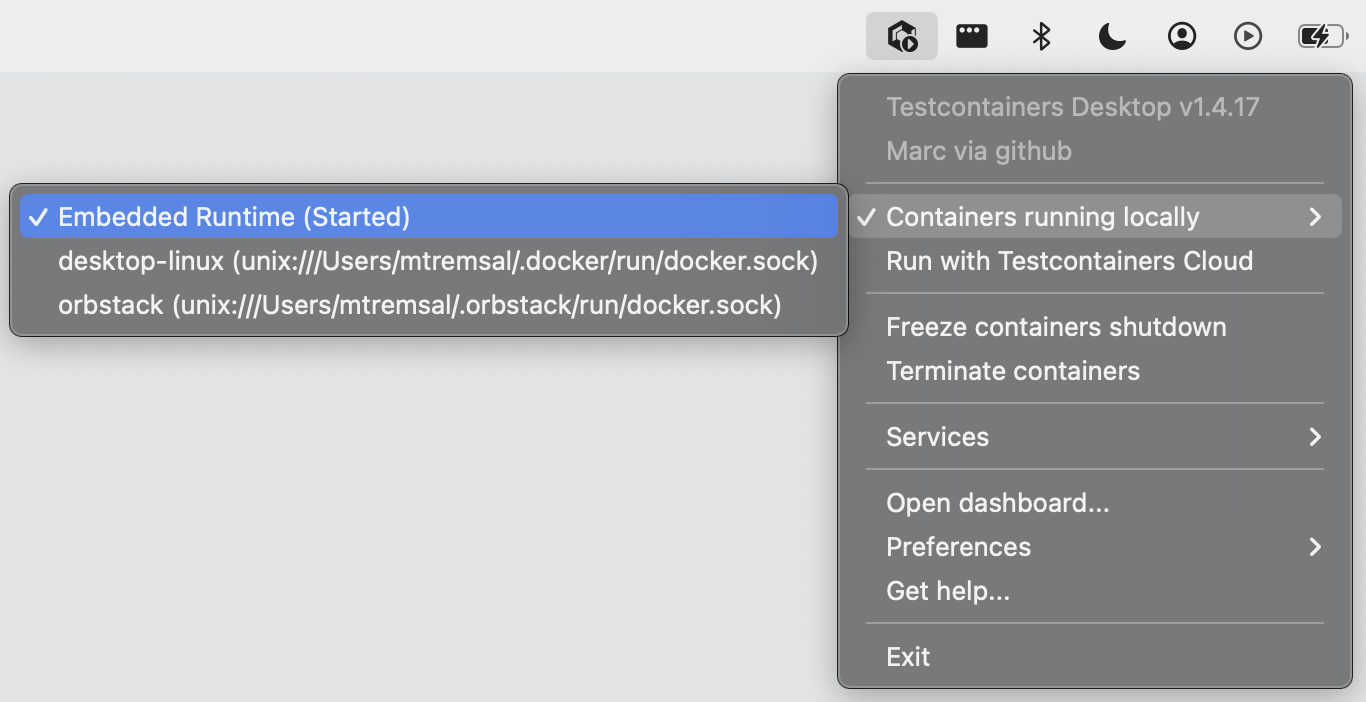 Testcontainers Desktop v1.4.17
Marc via github
Containers running locally
Embedded Runtime (Started)
desktop-linux (unix:///Users/mtremsal/.docker/run/docker.sock)
orbstack (unix:///Users/mtremsal/.orbstack/run/docker.sock)
Run with Testcontainers Cloud
Freeze containers shutdown
Terminate containers
Services
Open dashboard...
Preferences
Get help...
Exit